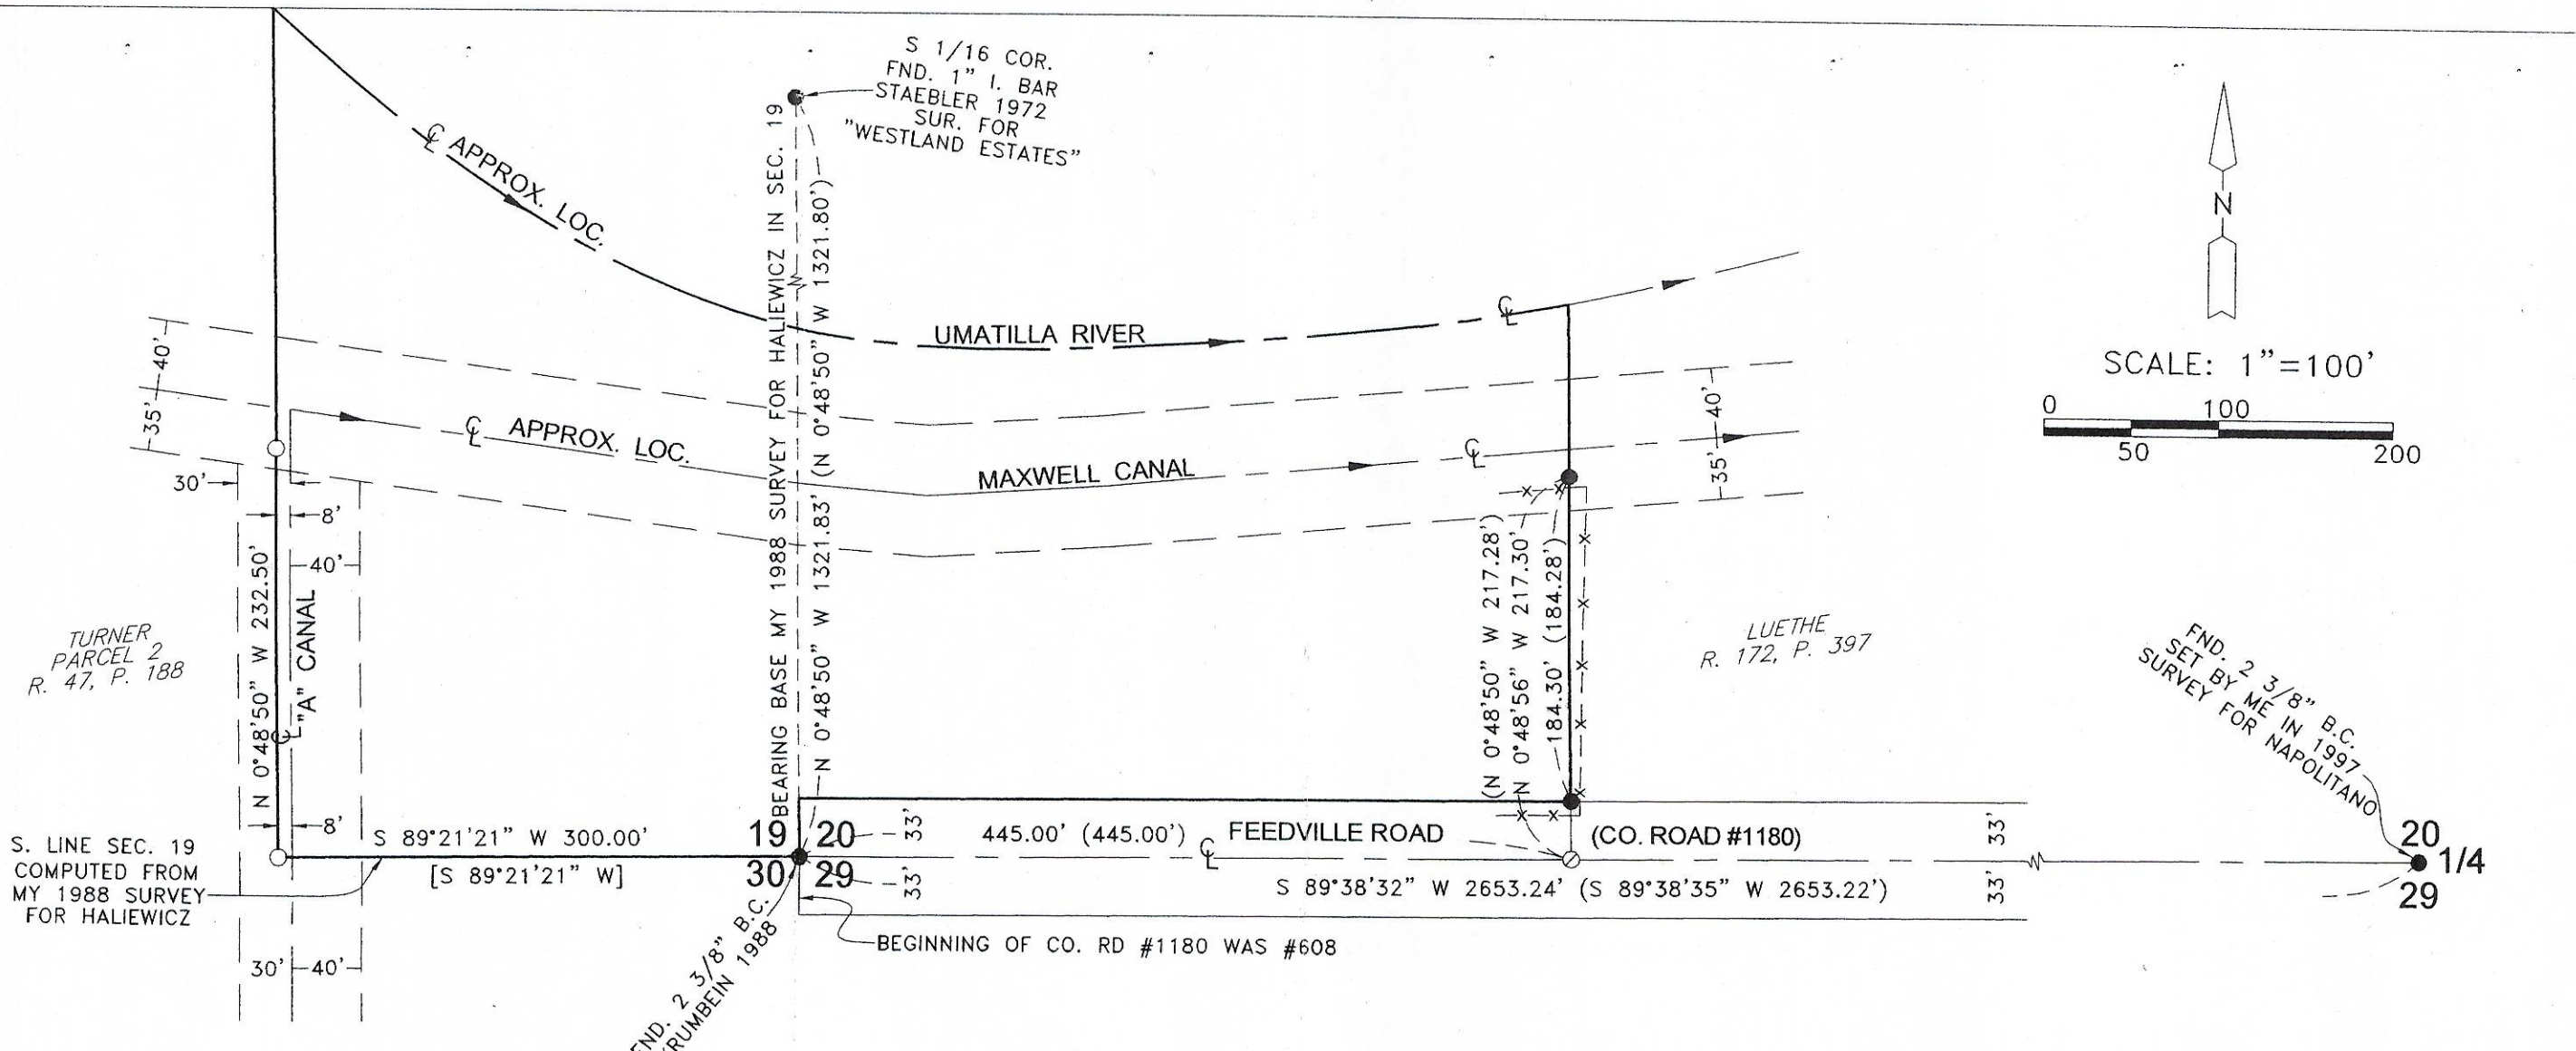 S 1/16 COR.
FND. 1" I. BAR
STAEBLER 1972
SUR. FOR
"WESTLAND ESTATES"
℄ APPROX. LOC.
BEARING BASE MY 1988 SURVEY FOR HALIEWICZ IN SEC. 19
N 0°48'50" W 1321.83' (N 0°48'50" W 1321.80')
UMATILLA RIVER
℄
N
SCALE: 1"=100'
0 100
50 200
40'
35'
℄ APPROX. LOC.
MAXWELL CANAL
℄
40'
35'
30'
8'
40'
N 0°48'50" W 232.50'
℄ "A" CANAL
TURNER
PARCEL 2
R. 47, P. 188
(N 0°48'50" W 217.28')
N 0°48'56" W 217.30'
184.30' (184.28')
LUETHE
R. 172, P. 397
FND. 2 3/8" B.C.
SET BY ME IN 1997
SURVEY FOR NAPOLITANO
8'
S 89°21'21" W 300.00'
[S 89°21'21" W]
S. LINE SEC. 19
COMPUTED FROM
MY 1988 SURVEY
FOR HALIEWICZ
19 20
30 29
33'
33'
445.00' (445.00') ℄ FEEDVILLE ROAD (CO. ROAD #1180)
S 89°38'32" W 2653.24' (S 89°38'35" W 2653.22')
33'
33'
20
1/4
29
BEGINNING OF CO. RD #1180 WAS #608
FND. 2 3/8" B.C.
KRUMBEIN 1988
30' 40'